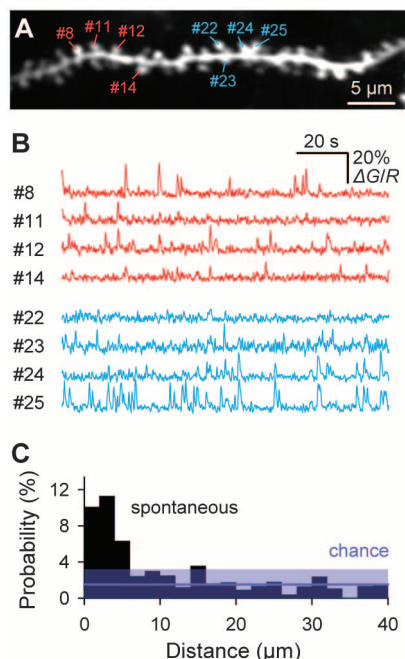 A
#8 #11 #12 #22 #24 #25
#14 #23
5 µm
B
20 s
20%
ΔG/R
#8
#11
#12
#14
#22
#23
#24
#25
C
12
8
4
0
Probability (%)
spontaneous
chance
0 10 20 30 40
Distance (µm)